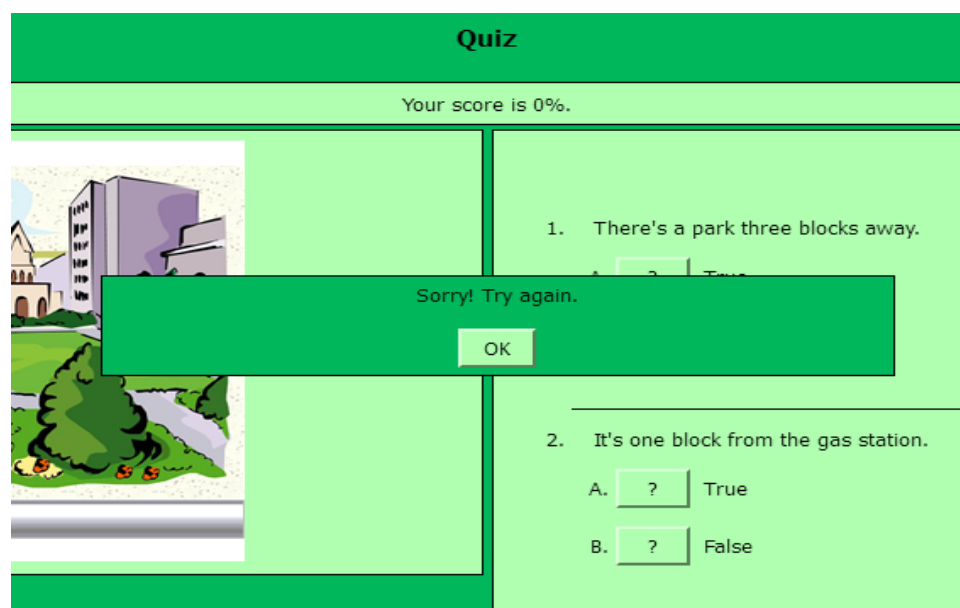 Quiz
Your score is 0%.
1. There's a park three blocks away.
Sorry! Try again.
OK
2. It's one block from the gas station.
A. ? True
B. ? False